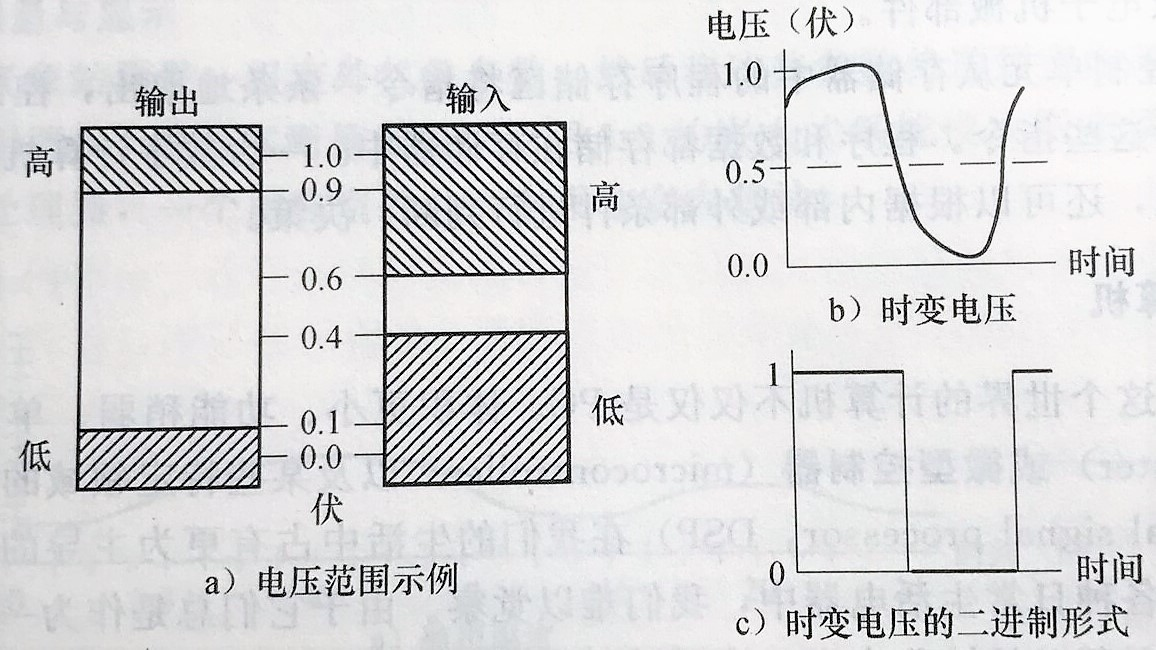 输出
输入
高
1.0
0.9
高
0.6
0.4
低
0.1
低
0.0
伏
a）电压范围示例
电压（伏）
1.0
0.5
0.0
时间
b）时变电压
1
0
时间
c）时变电压的二进制形式